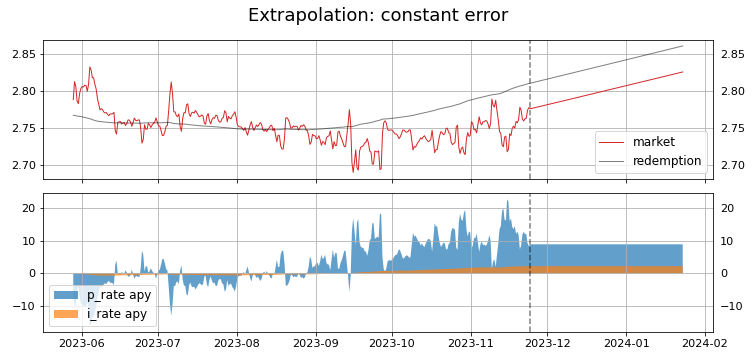 Extrapolation: constant error
2.85 2.85
2.80 2.80
2.75 2.75
2.70 2.70
market
redemption
20 20
10 10
0 0
−10 −10
p_rate apy
i_rate apy
2023-06 2023-07 2023-08 2023-09 2023-10 2023-11 2023-12 2024-01 2024-02